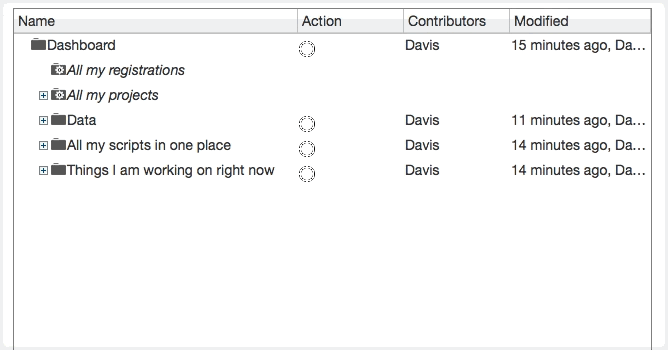 Name Action Contributors Modified
Dashboard Davis 15 minutes ago, Da...
All my registrations
All my projects
Data Davis 11 minutes ago, Da...
All my scripts in one place Davis 14 minutes ago, Da...
Things I am working on right now Davis 14 minutes ago, Da...